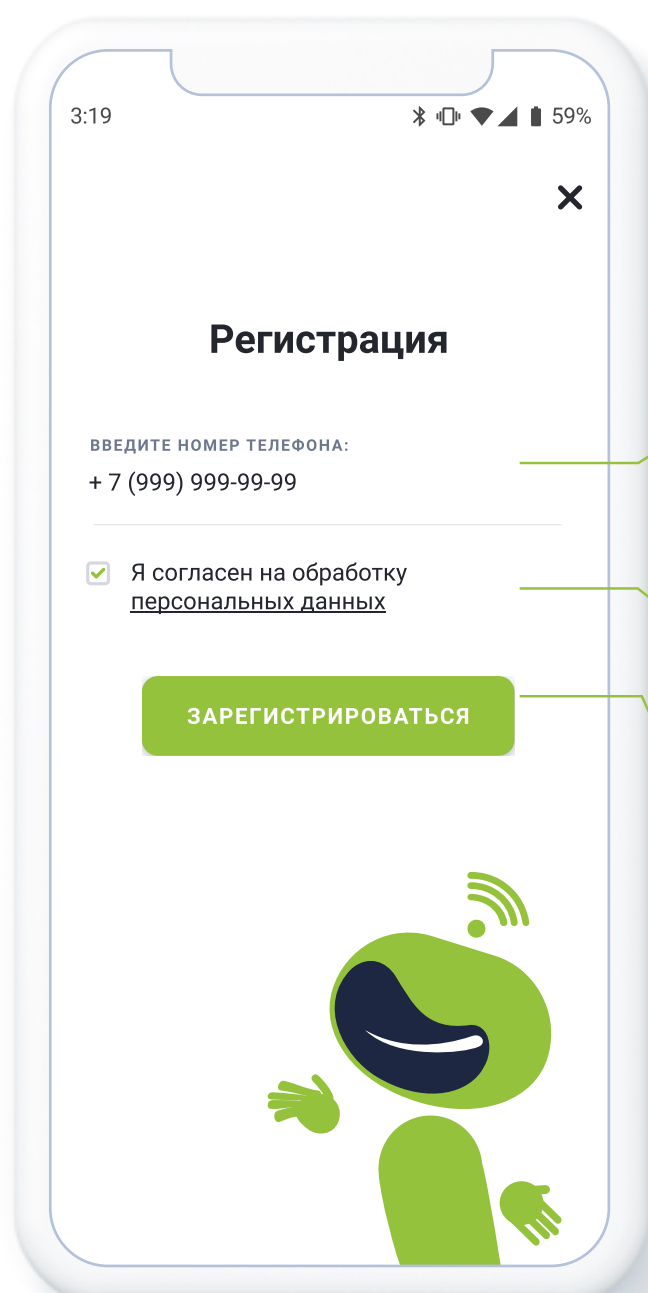 3:19
59%
Регистрация
ВВЕДИТЕ НОМЕР ТЕЛЕФОНА:
+ 7 (999) 999-99-99
Я согласен на обработку
персональных данных
ЗАРЕГИСТРИРОВАТЬСЯ